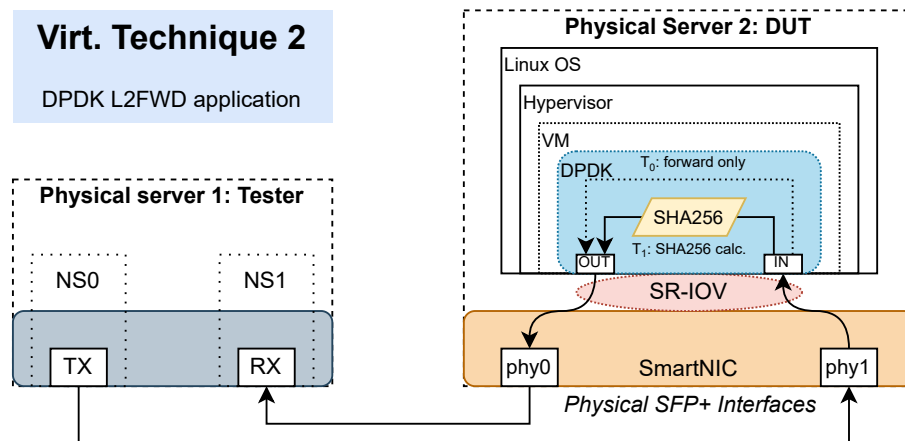 Virt. Technique 2
DPDK L2FWD application
Physical Server 2: DUT
Linux OS
Hypervisor
VM
DPDK
T₀: forward only
SHA256
T₁: SHA256 calc.
OUT
IN
SR-IOV
Physical server 1: Tester
NS0
NS1
TX
RX
phy0
SmartNIC
phy1
Physical SFP+ Interfaces